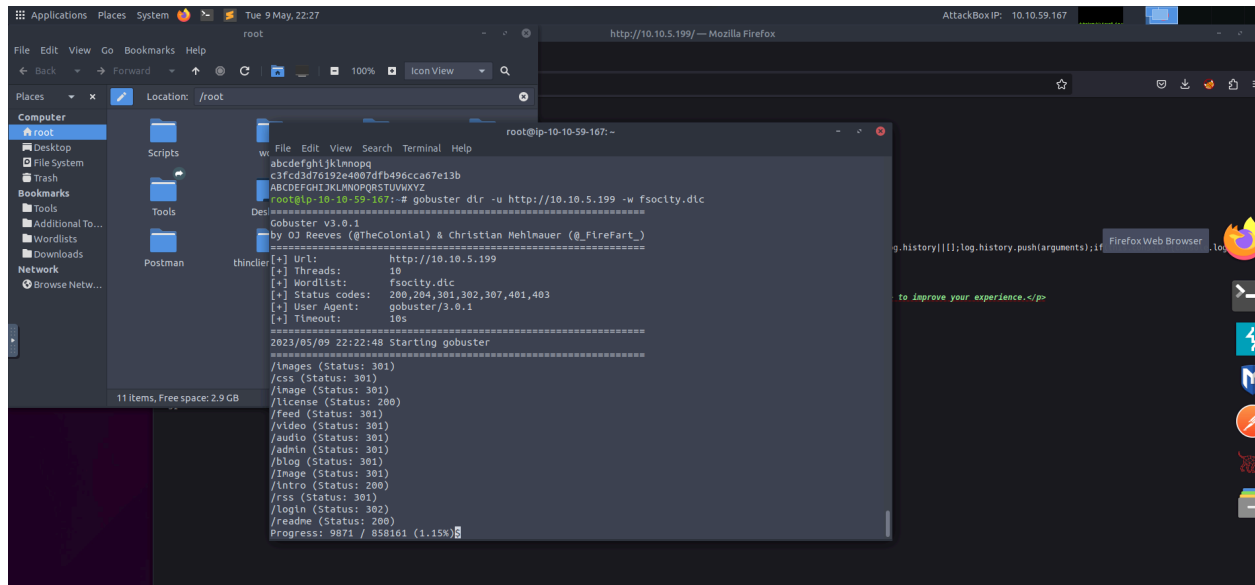 Applications Places System Tue 9 May, 22:27 AttackBox IP: 10.10.59.167
root
http://10.10.5.199/ — Mozilla Firefox
File Edit View Go Bookmarks Help
Back Forward 100% Icon View
Places Location: /root
Computer
root
Desktop
File System
Trash
Bookmarks
Tools
Additional To...
Wordlists
Downloads
Network
Browse Netw...
Scripts
Tools
Postman
thinclien
11 items, Free space: 2.9 GB
root@ip-10-10-59-167: ~
File Edit View Search Terminal Help
abcdefghijklmnopq
c3fcd3d76192e4007dfb496cca67e13b
ABCDEFGHIJKLMNOPQRSTUVWXYZ
root@ip-10-10-59-167:~# gobuster dir -u http://10.10.5.199 -w fsocity.dic
===============================================================
Gobuster v3.0.1
by OJ Reeves (@TheColonial) & Christian Mehlmauer (@_FireFart_)
===============================================================
[+] Url:            http://10.10.5.199
[+] Threads:        10
[+] Wordlist:       fsocity.dic
[+] Status codes:   200,204,301,302,307,401,403
[+] User Agent:     gobuster/3.0.1
[+] Timeout:        10s
===============================================================
2023/05/09 22:22:48 Starting gobuster
===============================================================
/images (Status: 301)
/css (Status: 301)
/image (Status: 301)
/license (Status: 200)
/feed (Status: 301)
/video (Status: 301)
/audio (Status: 301)
/admin (Status: 301)
/blog (Status: 301)
/Image (Status: 301)
/intro (Status: 200)
/rss (Status: 301)
/login (Status: 302)
/readme (Status: 200)
Progress: 9871 / 858161 (1.15%)S
og.history||[];log.history.push(arguments);if
Firefox Web Browser
to improve your experience.</p>